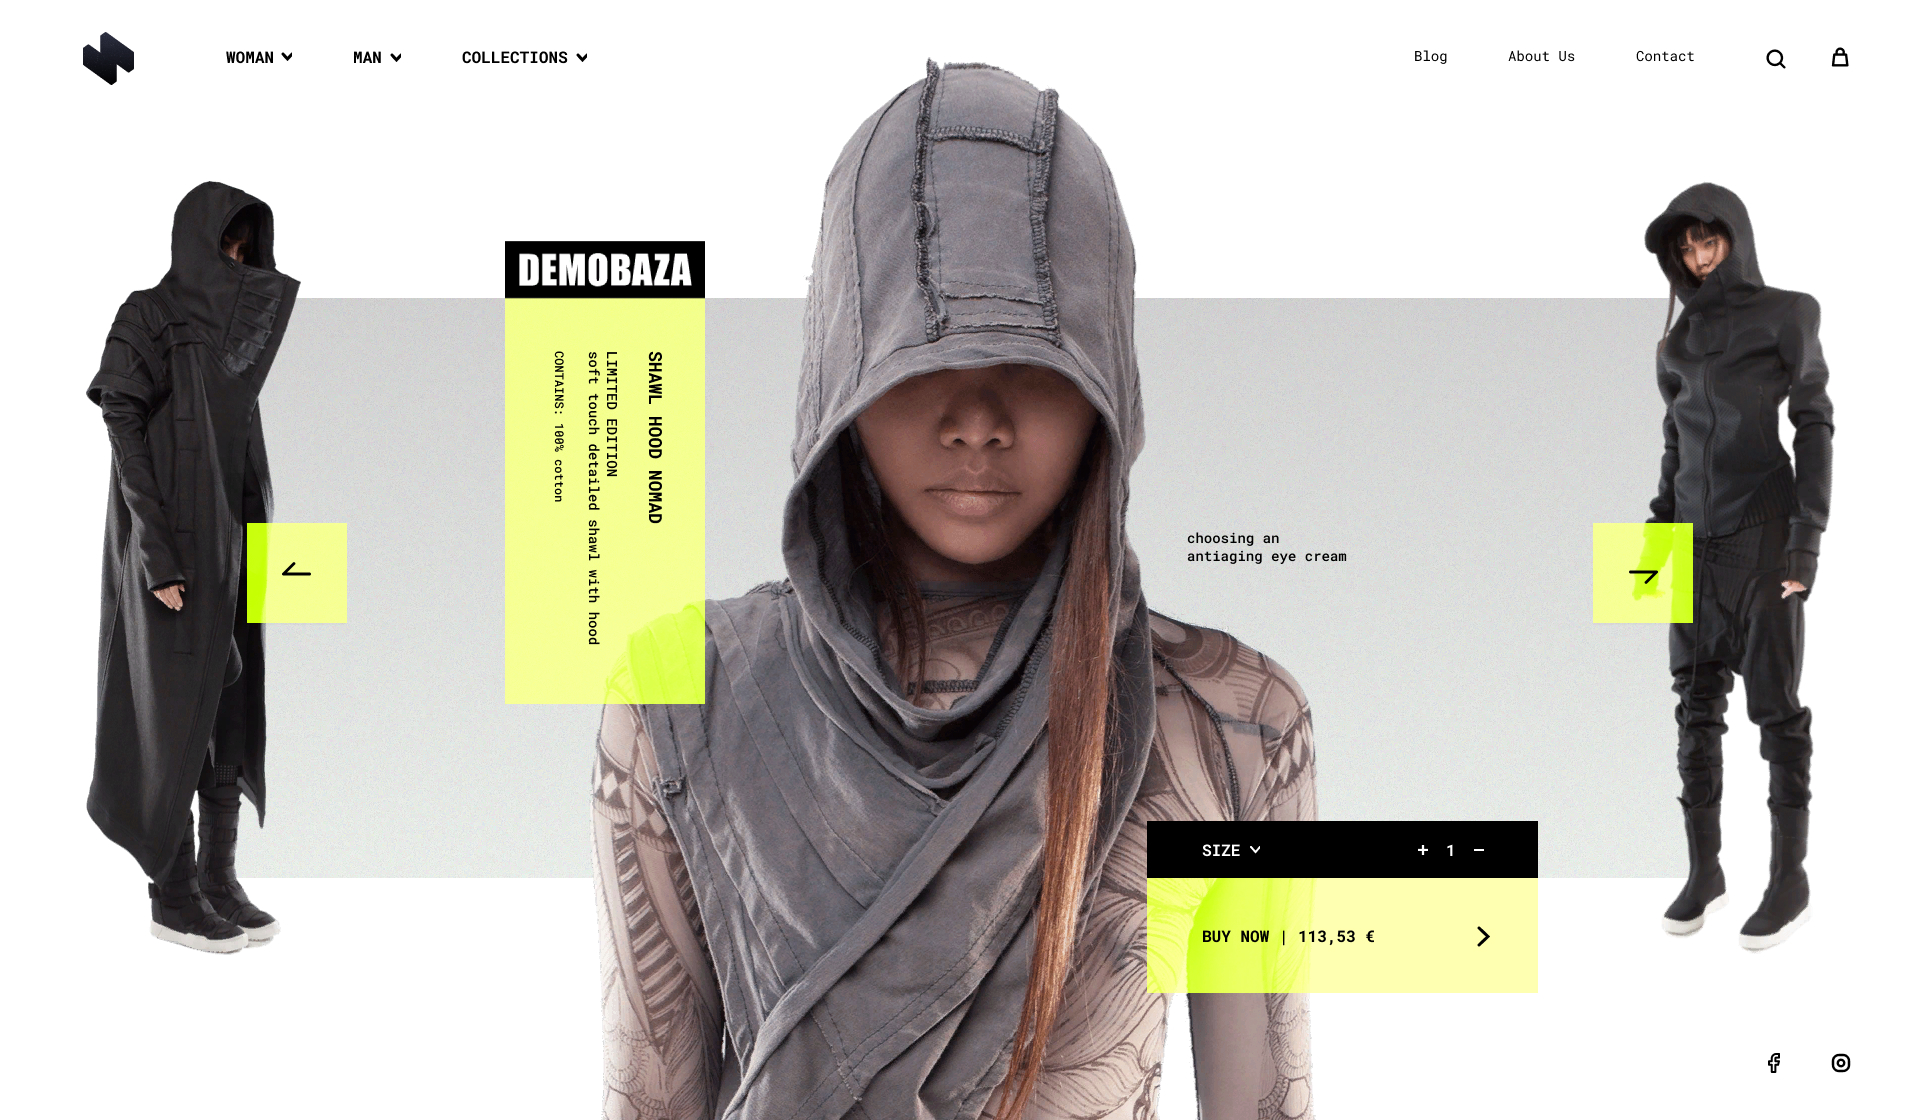 WOMAN
MAN
COLLECTIONS
Blog
About Us
Contact
DEMOBAZA
SHAWL HOOD NOMAD
LIMITED EDITION
soft touch detailed shawl with hood
CONTAINS: 100% cotton
choosing an
antiaging eye cream
SIZE
+ 1 −
BUY NOW | 113,53 €